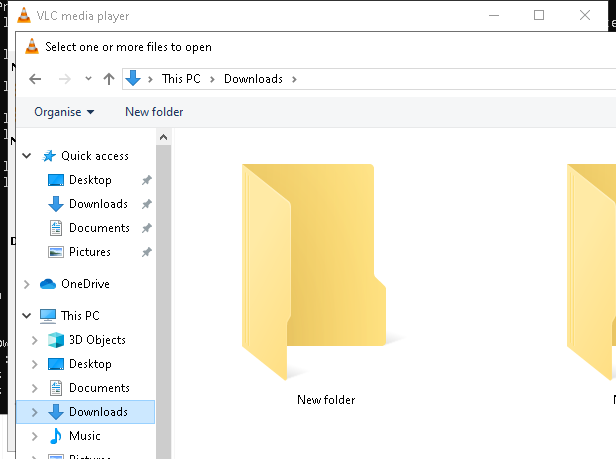 VLC media player
Select one or more files to open
This PC > Downloads >
Organise New folder
Quick access
Desktop
Downloads
Documents
Pictures
OneDrive
This PC
3D Objects
Desktop
Documents
Downloads
Music
New folder